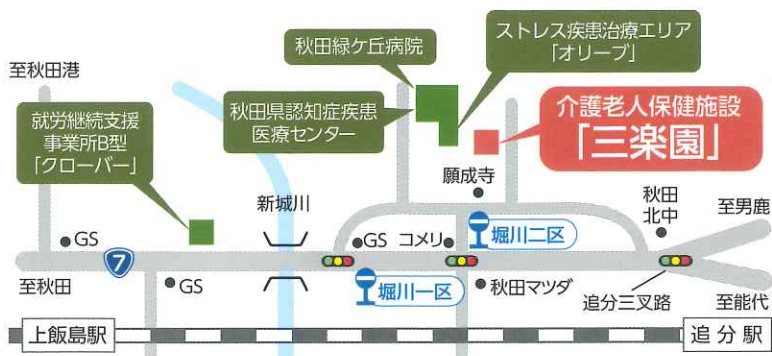 ストレス疾患治療エリア
「オリーブ」
秋田緑ケ丘病院
至秋田港
秋田県認知症疾患
医療センター
介護老人保健施設
「三楽園」
就労継続支援
事業所B型
「クローバー」
願成寺
新城川
秋田
北中
至男鹿
GS
GS
コメリ
堀川二区
7
至秋田
GS
堀川一区
秋田マツダ
追分三叉路
至能代
上飯島駅
追分駅